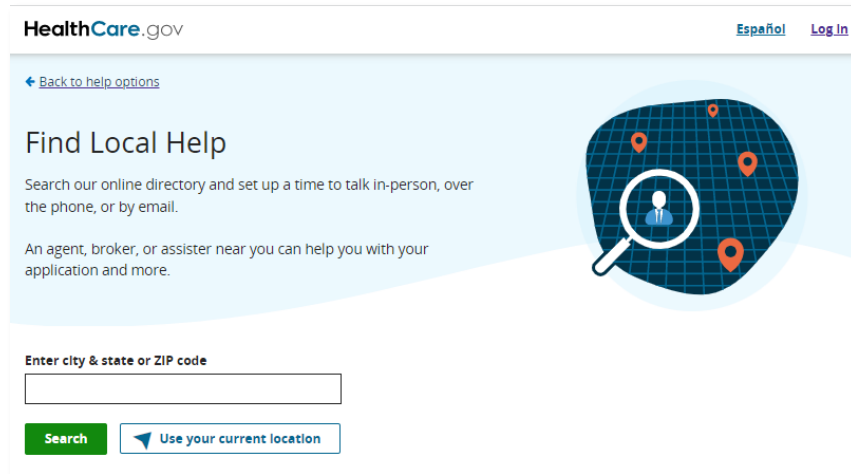 HealthCare.gov
Español Log In
Back to help options
Find Local Help
Search our online directory and set up a time to talk in-person, over
the phone, or by email.
An agent, broker, or assister near you can help you with your
application and more.
Enter city & state or ZIP code
Search Use your current location